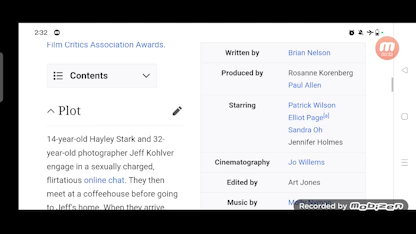 2:32
Film Critics Association Awards.
Contents
Plot
14-year-old Hayley Stark and 32-
year-old photographer Jeff Kohlver
engage in a sexually charged,
flirtatious online chat. They then
meet at a coffeehouse before going
to Jeff's home. When they arrive
Written by Brian Nelson
Produced by Rosanne Korenberg
Paul Allen
Starring Patrick Wilson
Elliot Page[a]
Sandra Oh
Jennifer Holmes
Cinematography Jo Willems
Edited by Art Jones
Music by
Recorded by Mobizen